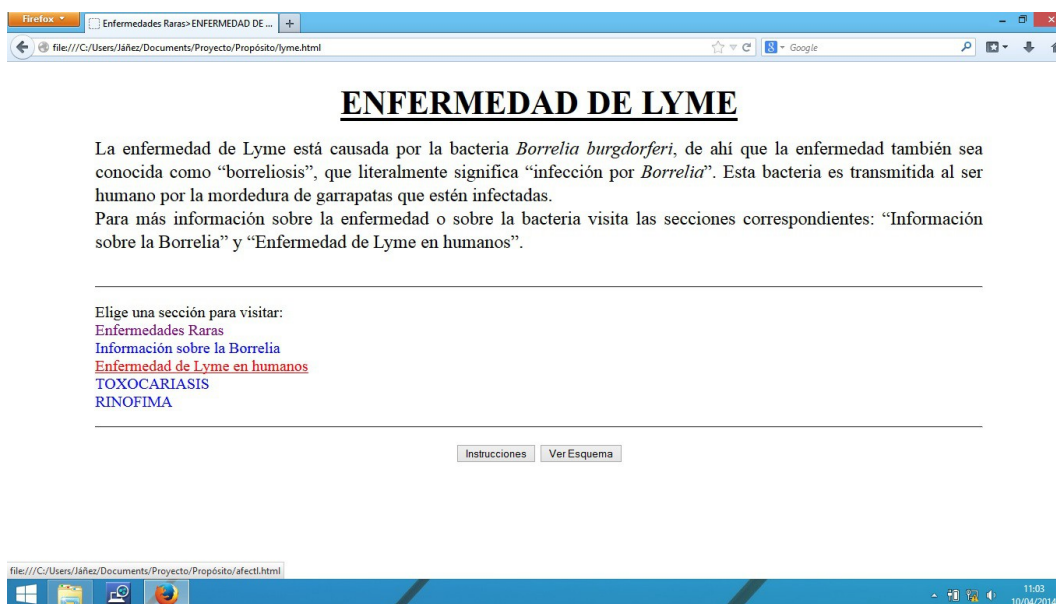 Firefox
Enfermedades Raras>ENFERMEDAD DE ...
file:///C:/Users/Jáñez/Documents/Proyecto/Propósito/lyme.html
Google
ENFERMEDAD DE LYME
La enfermedad de Lyme está causada por la bacteria Borrelia burgdorferi, de ahí que la enfermedad también sea
conocida como “borreliosis”, que literalmente significa “infección por Borrelia”. Esta bacteria es transmitida al ser
humano por la mordedura de garrapatas que estén infectadas.
Para más información sobre la enfermedad o sobre la bacteria visita las secciones correspondientes: “Información
sobre la Borrelia” y “Enfermedad de Lyme en humanos”.
Elige una sección para visitar:
Enfermedades Raras
Información sobre la Borrelia
Enfermedad de Lyme en humanos
TOXOCARIASIS
RINOFIMA
Instrucciones Ver Esquema
file:///C:/Users/Jáñez/Documents/Proyecto/Propósito/afectl.html
11:03
10/04/2014